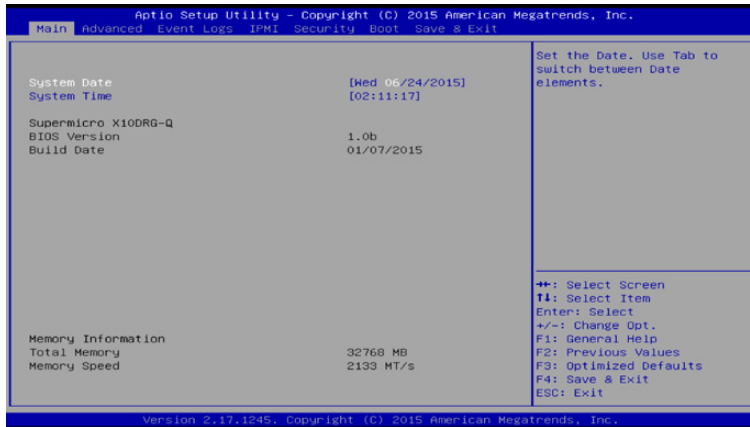 Aptio Setup Utility – Copyright (C) 2015 American Megatrends, Inc.
Main Advanced Event Logs IPMI Security Boot Save & Exit
System Date [Wed 06/24/2015]
System Time [02:11:17]
Supermicro X10DRG-Q
BIOS Version 1.0b
Build Date 01/07/2015
Memory Information
Total Memory 32768 MB
Memory Speed 2133 MT/s
Set the Date. Use Tab to
switch between Date
elements.
→←: Select Screen
↑↓: Select Item
Enter: Select
+/-: Change Opt.
F1: General Help
F2: Previous Values
F3: Optimized Defaults
F4: Save & Exit
ESC: Exit
Version 2.17.1245. Copyright (C) 2015 American Megatrends, Inc.